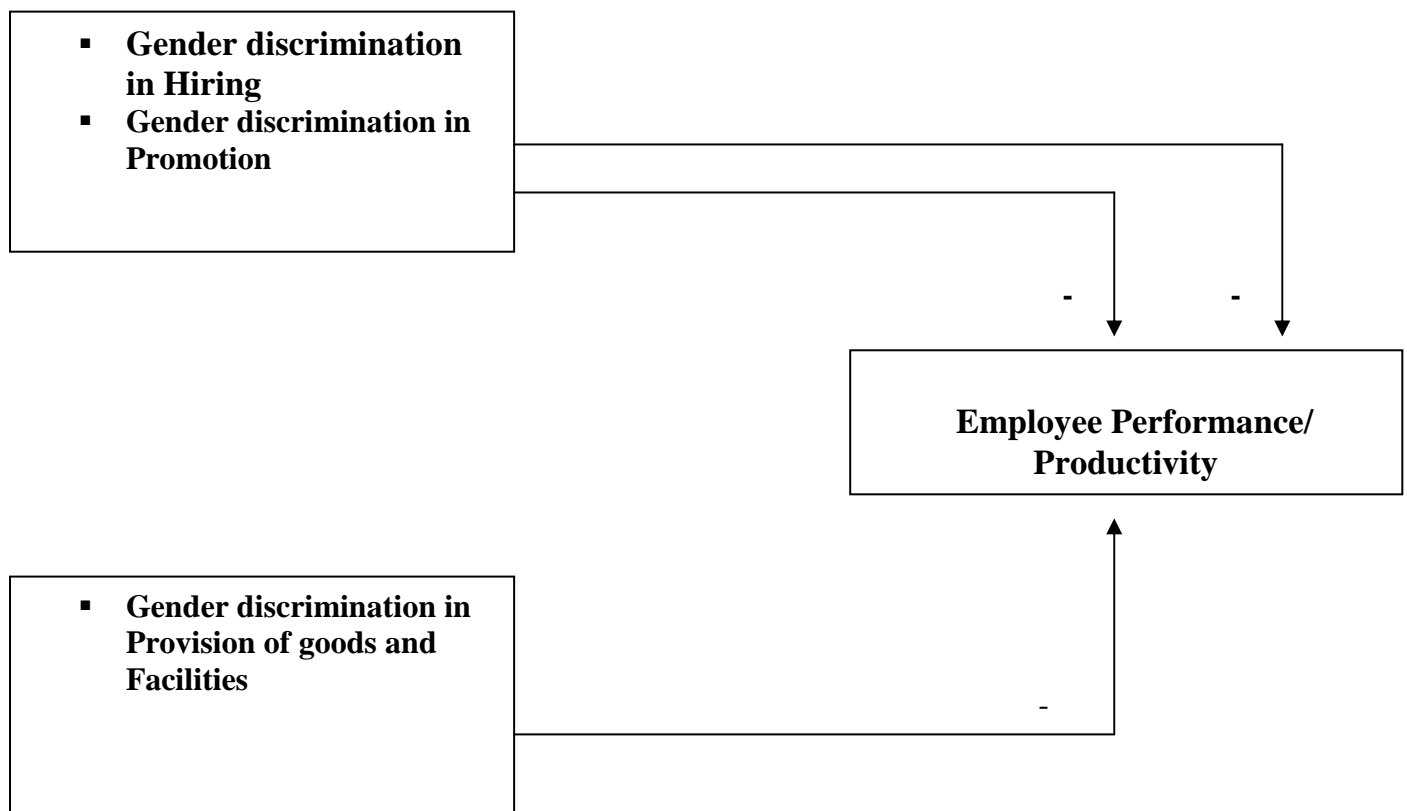 ▪ Gender discrimination
in Hiring
▪ Gender discrimination in
Promotion
- -
Employee Performance/
Productivity
▪ Gender discrimination in
Provision of goods and
Facilities
-